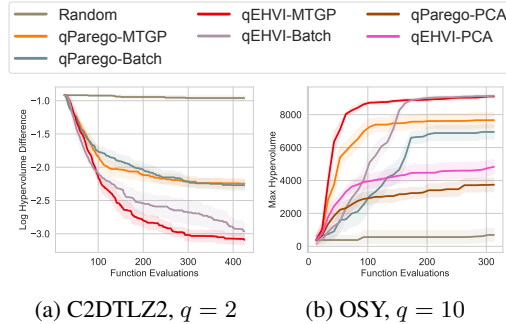 Random
qEHVI-MTGP
qParego-PCA
qParego-MTGP
qEHVI-Batch
qEHVI-PCA
qParego-Batch
Log Hypervolume Difference
−1.0
−1.5
−2.0
−2.5
−3.0
100
200
300
400
Function Evaluations
Max Hypervolume
8000
6000
4000
2000
0
0
100
200
300
Function Evaluations
(a) C2DTLZ2, q = 2
(b) OSY, q = 10